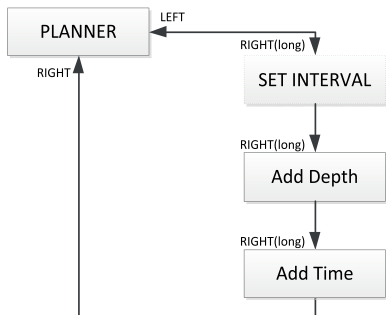 LEFT
PLANNER
RIGHT(long)
RIGHT
SET INTERVAL
RIGHT(long)
Add Depth
RIGHT(long)
Add Time